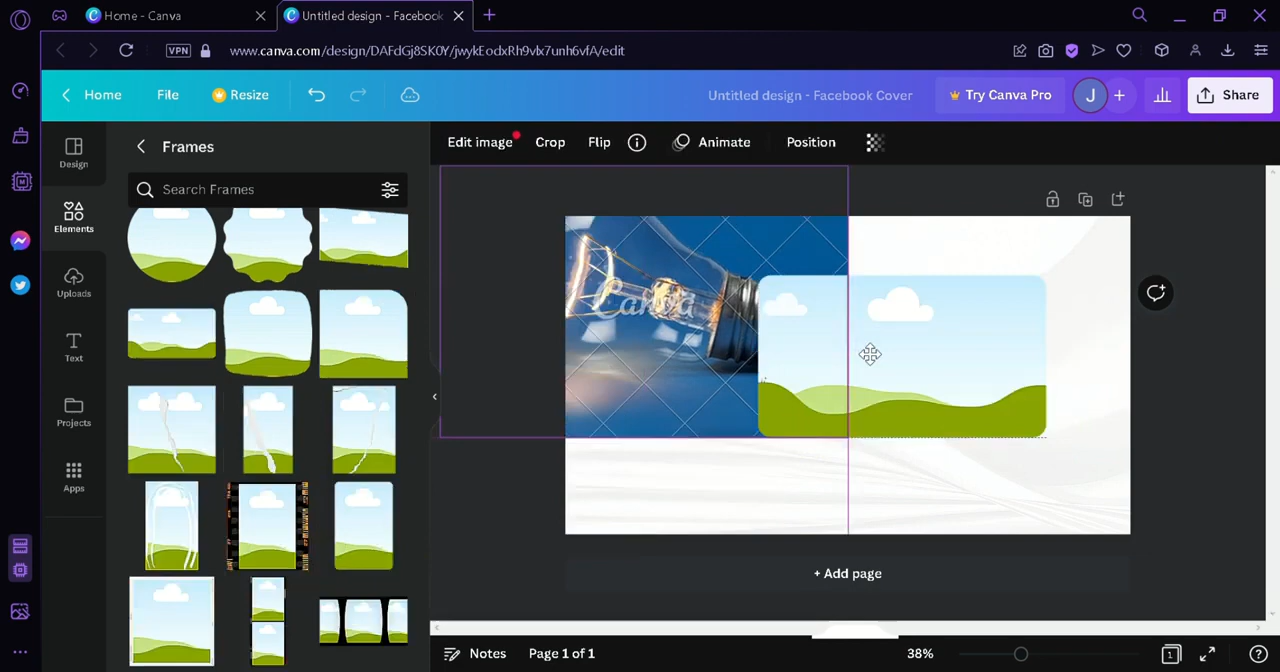 Home - Canva
Untitled design - Facebook
VPN
www.canva.com/design/DAFdGj8SK0Y/jwykEodxRh9vlx7unh6vfA/edit
Home
File
Resize
Untitled design - Facebook Cover
Try Canva Pro
J
Share
Design
Elements
Uploads
Text
Projects
Apps
Frames
Search Frames
Edit image
Crop
Flip
Animate
Position
Canva
+ Add page
Notes
Page 1 of 1
38%
1